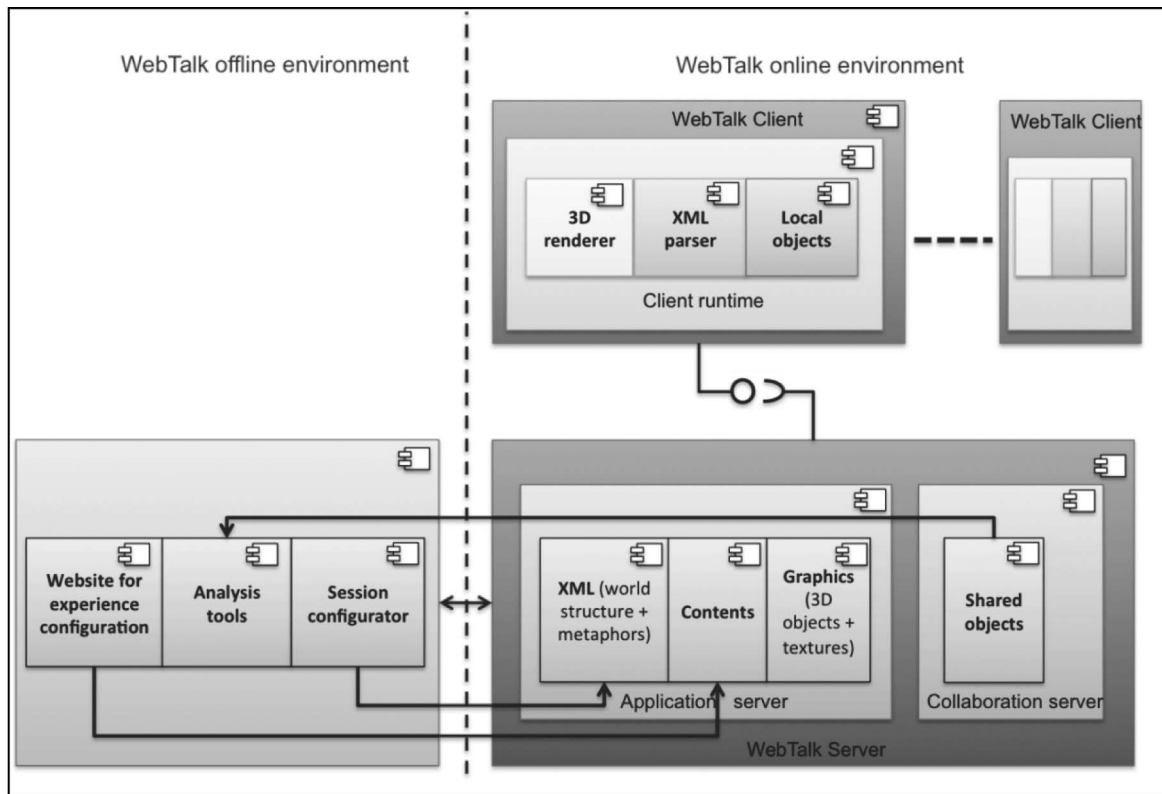 WebTalk offline environment
WebTalk online environment
WebTalk Client
3D
renderer
XML
parser
Local
objects
Client runtime
WebTalk Client
Website for
experience
configuration
Analysis
tools
Session
configurator
XML (world
structure +
metaphors)
Contents
Graphics
(3D
objects +
textures)
Application server
Shared
objects
Collaboration server
WebTalk Server